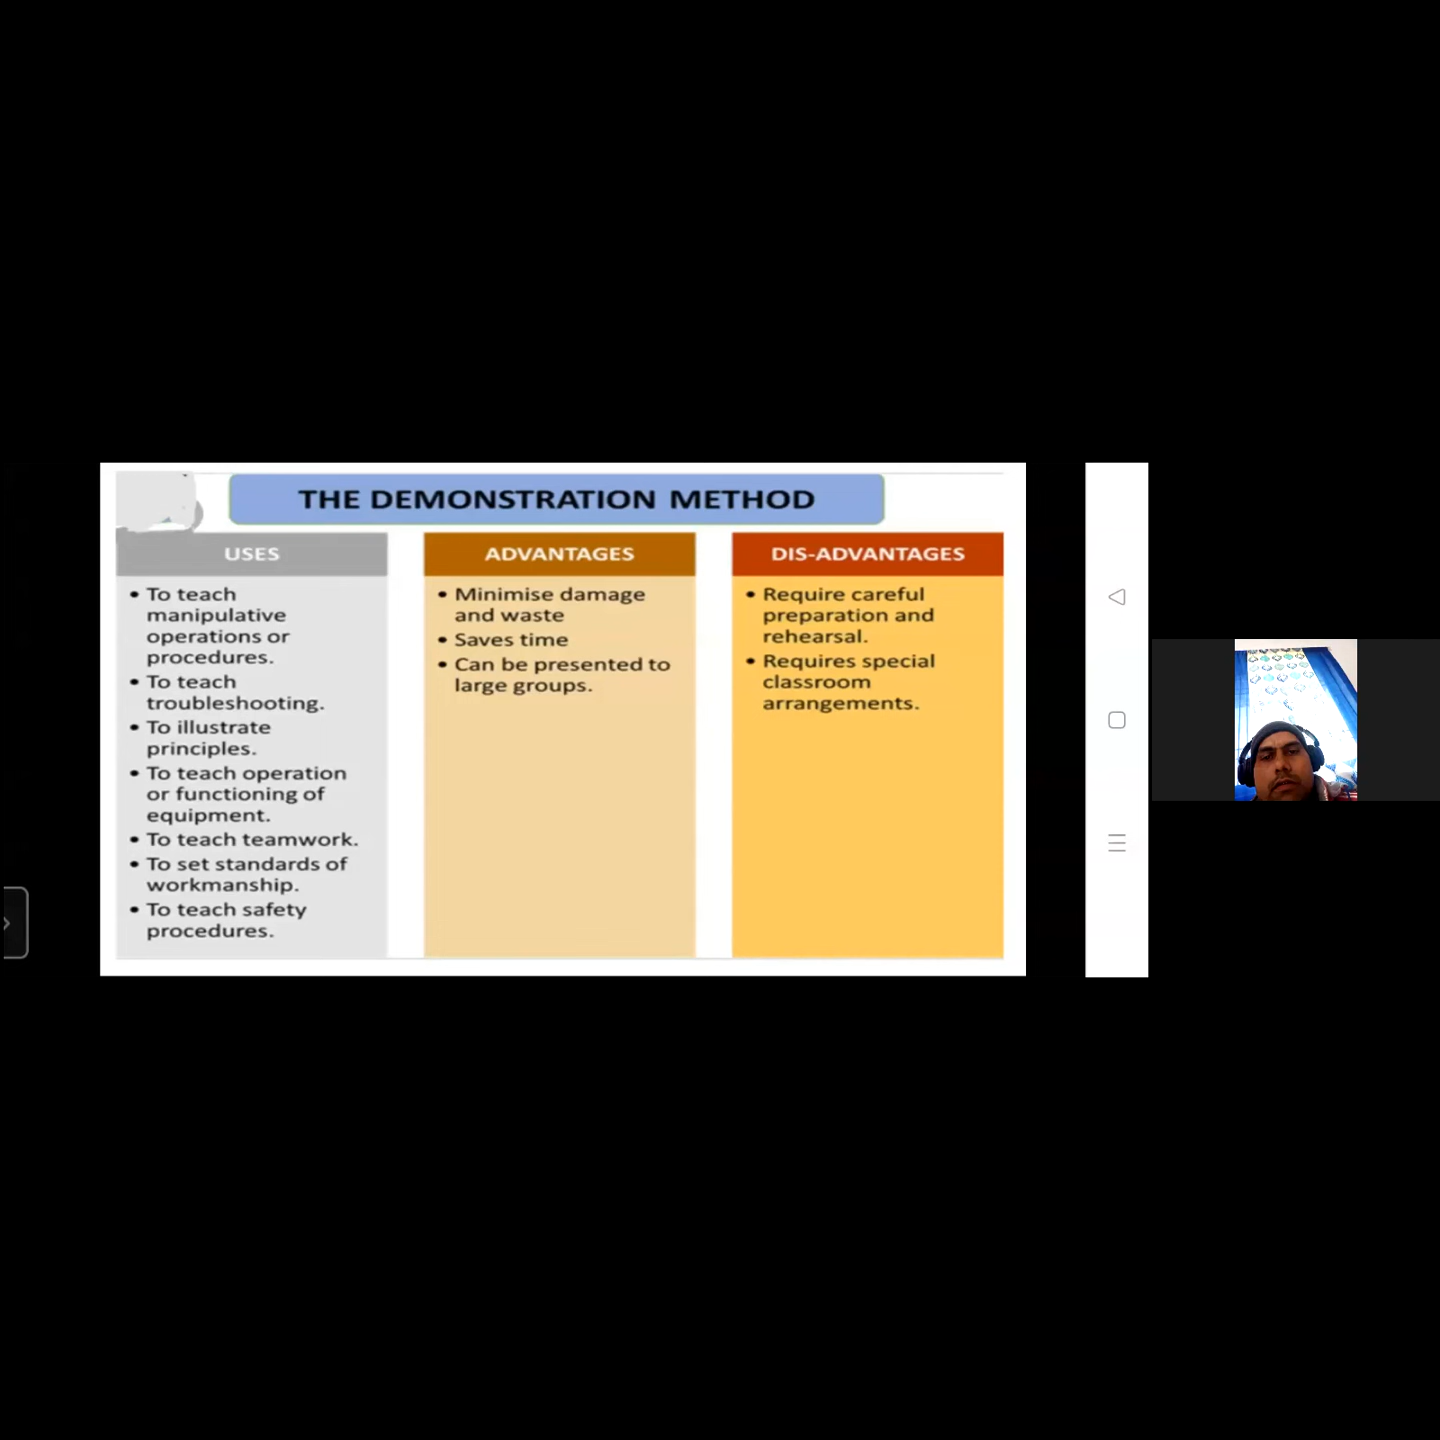 THE DEMONSTRATION METHOD
USES
• To teach
manipulative
operations or
procedures.
• To teach
troubleshooting.
• To illustrate
principles.
• To teach operation
or functioning of
equipment.
• To teach teamwork.
• To set standards of
workmanship.
• To teach safety
procedures.
ADVANTAGES
• Minimise damage
and waste
• Saves time
• Can be presented to
large groups.
DIS-ADVANTAGES
• Require careful
preparation and
rehearsal.
• Requires special
classroom
arrangements.